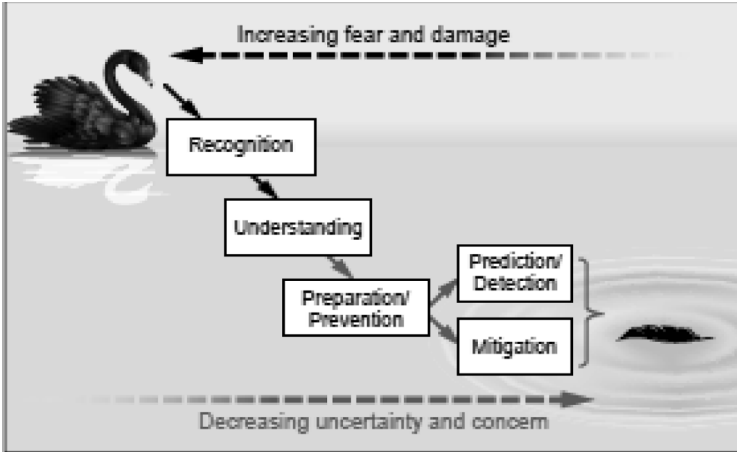 Increasing fear and damage
Recognition
Understanding
Preparation/
Prevention
Prediction/
Detection
Mitigation
Decreasing uncertainty and concern